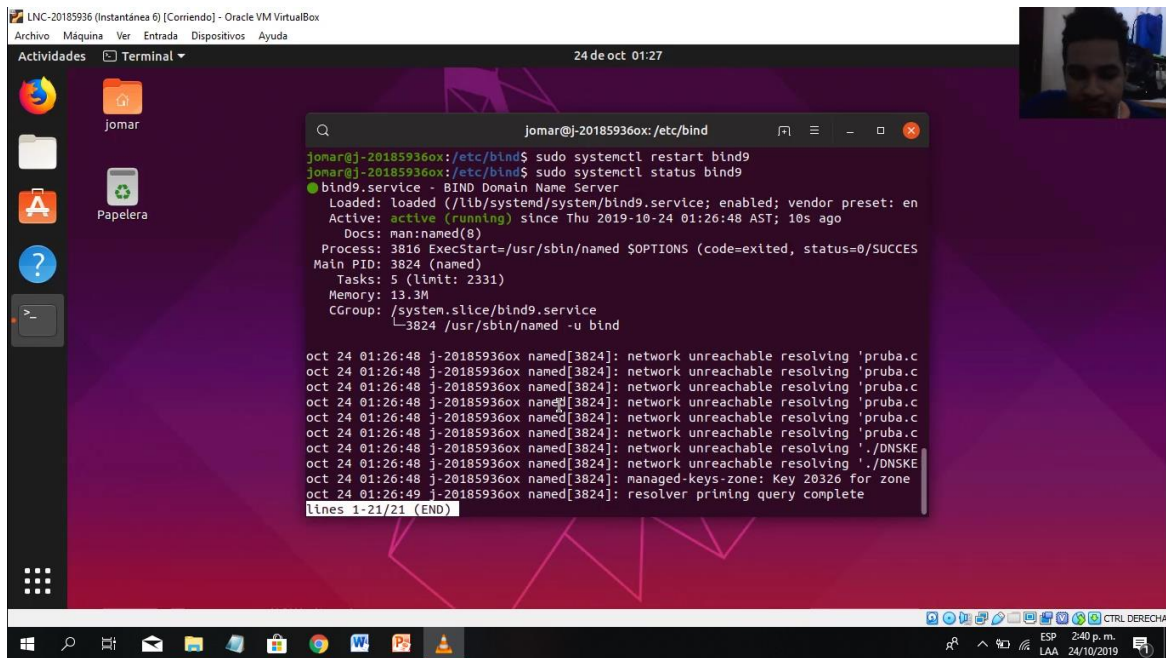 LNC-20185936 (Instantánea 6) [Corriendo] - Oracle VM VirtualBox
Archivo Máquina Ver Entrada Dispositivos Ayuda
Actividades Terminal 24 de oct 01:27
jomar
Papelera
jomar@j-20185936ox: /etc/bind
jomar@j-20185936ox:/etc/bind$ sudo systemctl restart bind9
jomar@j-20185936ox:/etc/bind$ sudo systemctl status bind9
bind9.service - BIND Domain Name Server
Loaded: loaded (/lib/systemd/system/bind9.service; enabled; vendor preset: en
Active: active (running) since Thu 2019-10-24 01:26:48 AST; 10s ago
Docs: man:named(8)
Process: 3816 ExecStart=/usr/sbin/named $OPTIONS (code=exited, status=0/SUCCES
Main PID: 3824 (named)
Tasks: 5 (limit: 2331)
Memory: 13.3M
CGroup: /system.slice/bind9.service
└─3824 /usr/sbin/named -u bind
oct 24 01:26:48 j-20185936ox named[3824]: network unreachable resolving 'pruba.c
oct 24 01:26:48 j-20185936ox named[3824]: network unreachable resolving 'pruba.c
oct 24 01:26:48 j-20185936ox named[3824]: network unreachable resolving 'pruba.c
oct 24 01:26:48 j-20185936ox named[3824]: network unreachable resolving 'pruba.c
oct 24 01:26:48 j-20185936ox named[3824]: network unreachable resolving 'pruba.c
oct 24 01:26:48 j-20185936ox named[3824]: network unreachable resolving 'pruba.c
oct 24 01:26:48 j-20185936ox named[3824]: network unreachable resolving './DNSKE
oct 24 01:26:48 j-20185936ox named[3824]: network unreachable resolving './DNSKE
oct 24 01:26:48 j-20185936ox named[3824]: managed-keys-zone: Key 20326 for zone
oct 24 01:26:49 j-20185936ox named[3824]: resolver priming query complete
lines 1-21/21 (END)
CTRL DERECHA
ESP 2:40 p. m.
LAA 24/10/2019